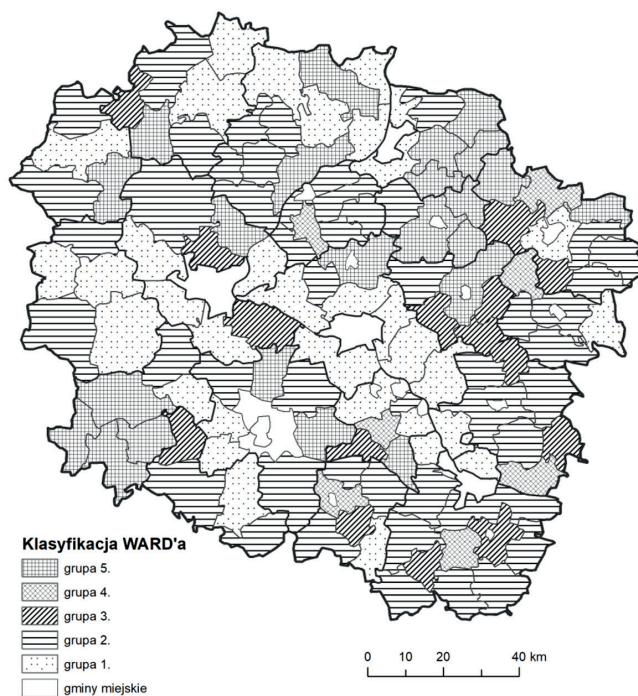 Klasyfikacja WARD'a
grupa 5.
grupa 4.
grupa 3.
grupa 2.
grupa 1.
gminy miejskie
0 10 20 40 km